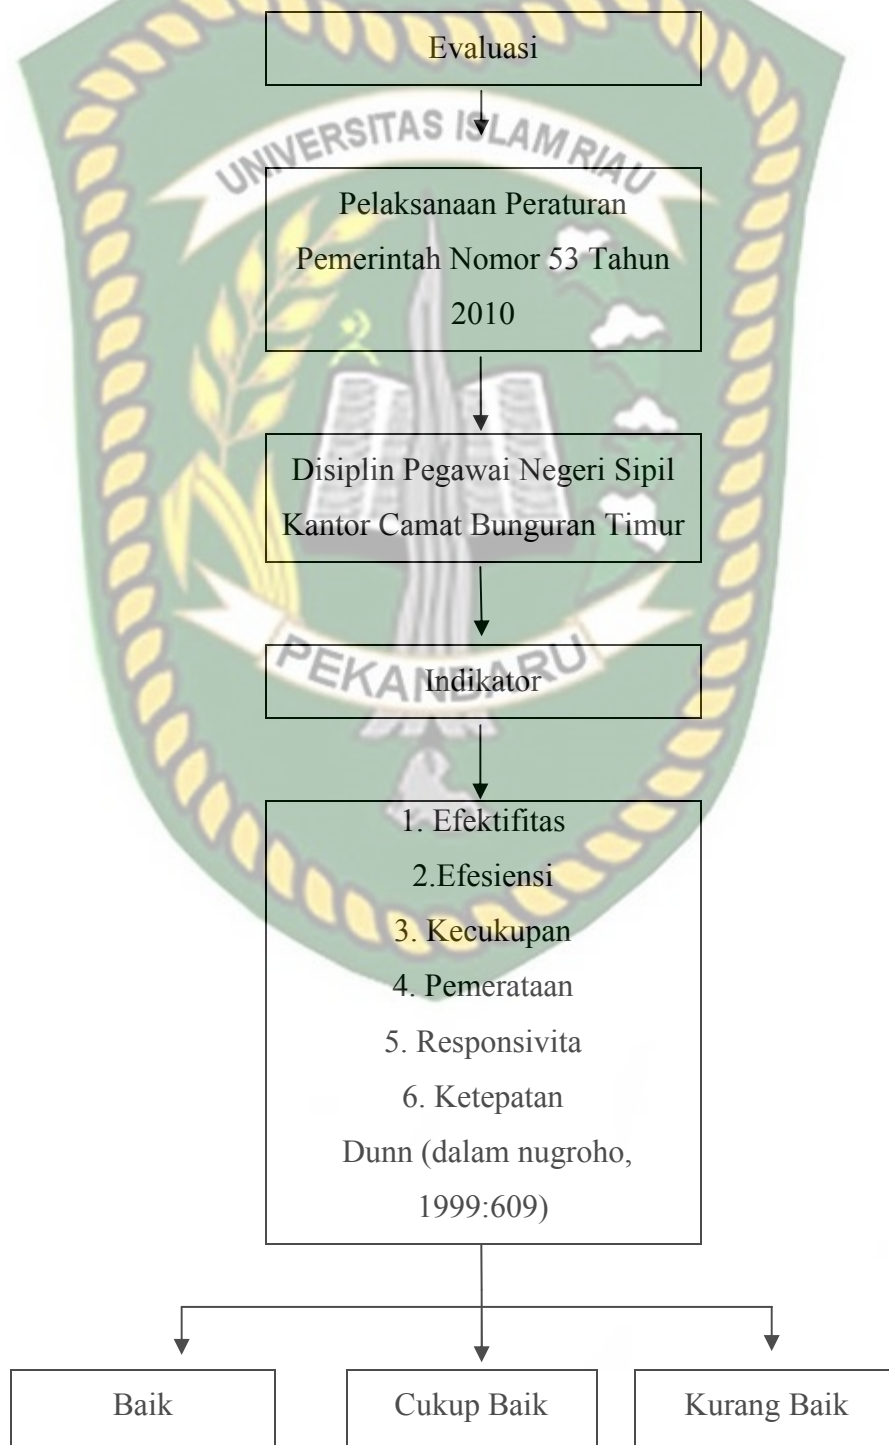 Evaluasi
UNIVERSITAS ISLAM RIAU
Pelaksanaan Peraturan
Pemerintah Nomor 53 Tahun
2010
Disiplin Pegawai Negeri Sipil
Kantor Camat Bunguran Timur
PEKANBARU
Indikator
1. Efektifitas
2.Efesiensi
3. Kecukupan
4. Pemerataan
5. Responsivita
6. Ketepatan
Dunn (dalam nugroho,
1999:609)
Baik
Cukup Baik
Kurang Baik